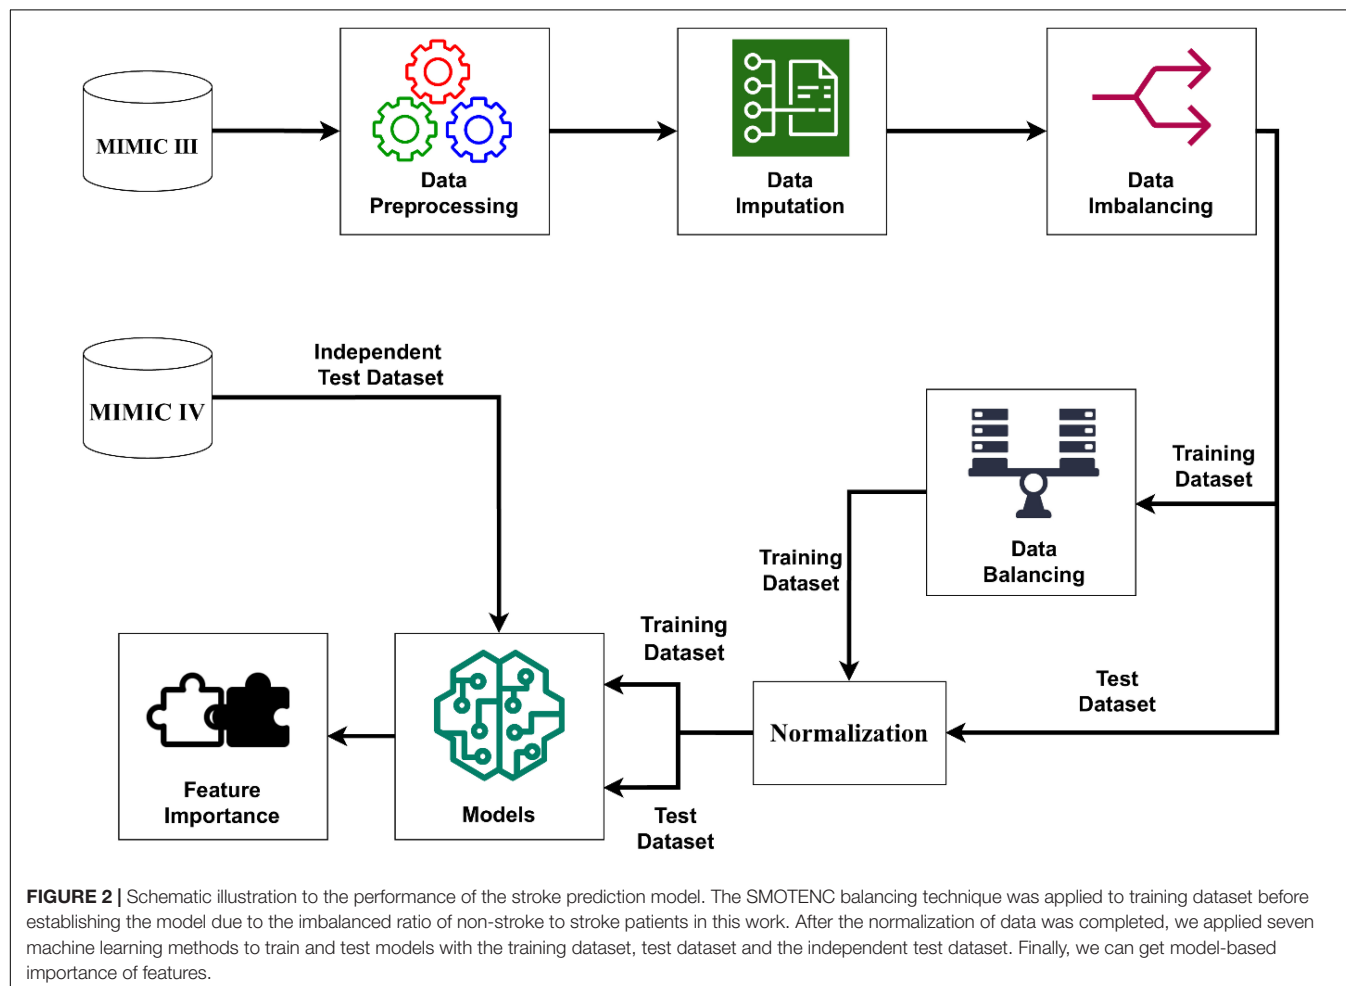 MIMIC III
Data
Preprocessing
Data
Imputation
Data
Imbalancing
MIMIC IV
Independent
Test Dataset
Training
Dataset
Data
Balancing
Training
Dataset
Training
Dataset
Test
Dataset
Normalization
Test
Dataset
Models
Feature
Importance
FIGURE 2 | Schematic illustration to the performance of the stroke prediction model. The SMOTENC balancing technique was applied to training dataset before
establishing the model due to the imbalanced ratio of non-stroke to stroke patients in this work. After the normalization of data was completed, we applied seven
machine learning methods to train and test models with the training dataset, test dataset and the independent test dataset. Finally, we can get model-based
importance of features.